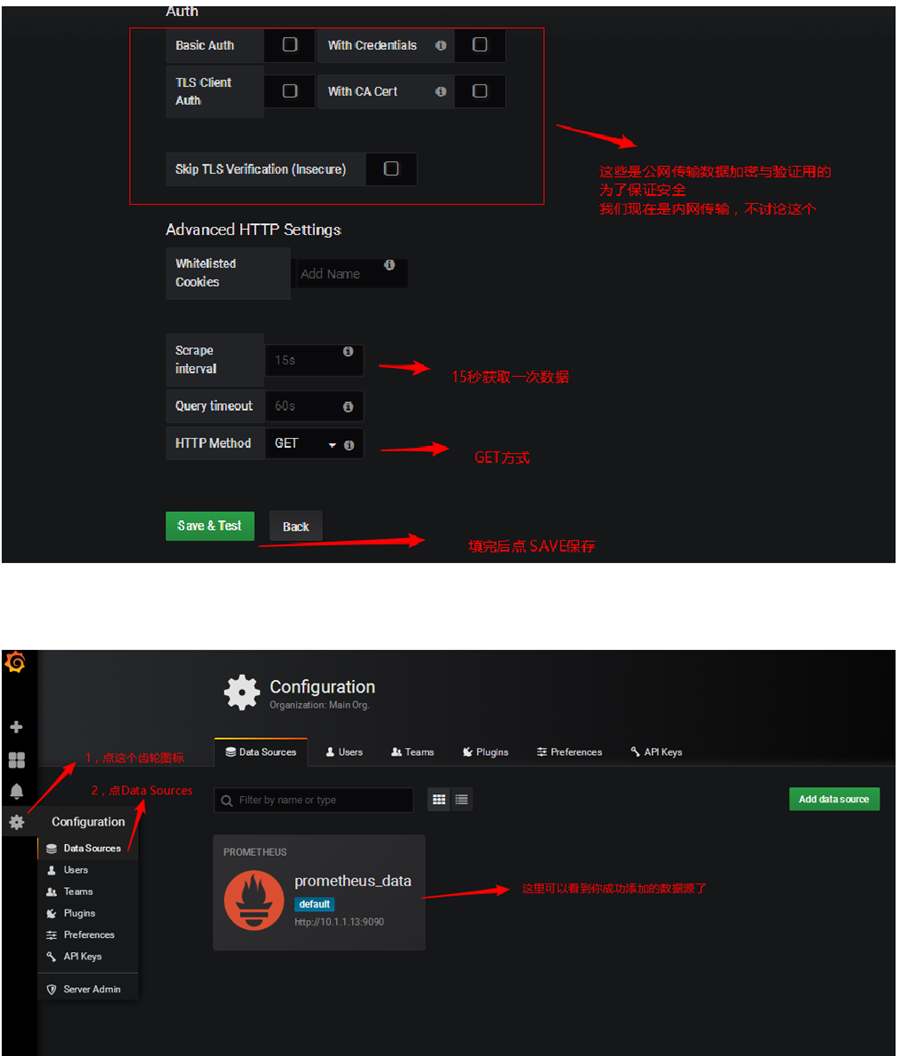 Auth
Basic Auth
With Credentials
TLS Client
Auth
With CA Cert
Skip TLS Verification (Insecure)
这些是公网传输数据加密与验证用的
为了保证安全
我们现在是内网传输，不讨论这个
Advanced HTTP Settings
Whitelisted
Cookies
Add Name
Scrape
interval
15s
15秒获取一次数据
Query timeout
60s
HTTP Method
GET
GET方式
Save & Test
Back
填完后点 SAVE保存
Configuration
Organization: Main Org.
Data Sources
Users
Teams
Plugins
Preferences
API Keys
1，点这个齿轮图标
2，点Data Sources
Filter by name or type
Add data source
Configuration
Data Sources
Users
Teams
Plugins
Preferences
API Keys
Server Admin
PROMETHEUS
prometheus_data
default
http://10.1.1.13:9090
这里可以看到你成功添加的数据源了